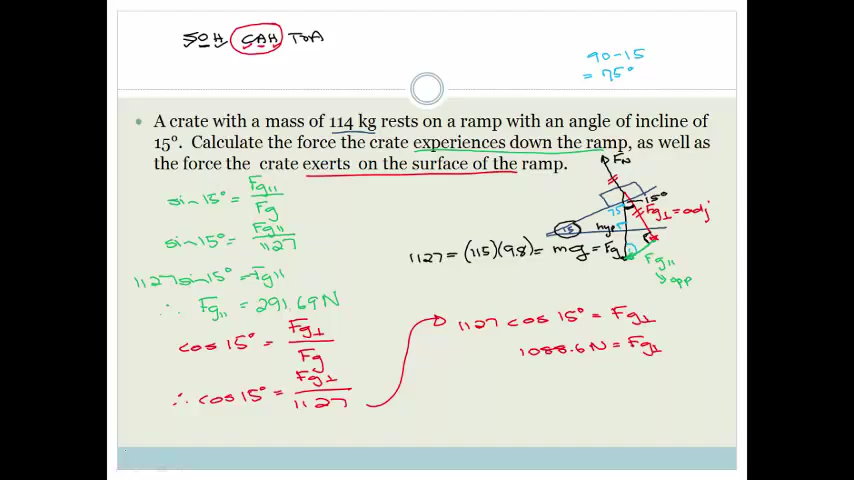 SOH CAH TOA
90-15
= 75°
A crate with a mass of 114 kg rests on a ramp with an angle of incline of
15°. Calculate the force the crate experiences down the ramp, as well as
the force the crate exerts on the surface of the ramp.
FN
15°
75°
Fg⊥ = adj
15
hyp
Fg||
opp
1127 = (115)(9.8) = mg = Fg
sin 15° = Fg|| / Fg
sin 15° = Fg|| / 1127
1127 sin 15° = Fg||
∴ Fg|| = 291.69 N
cos 15° = Fg⊥ / Fg
∴ cos 15° = Fg⊥ / 1127
1127 cos 15° = Fg⊥
1088.6 N = Fg⊥